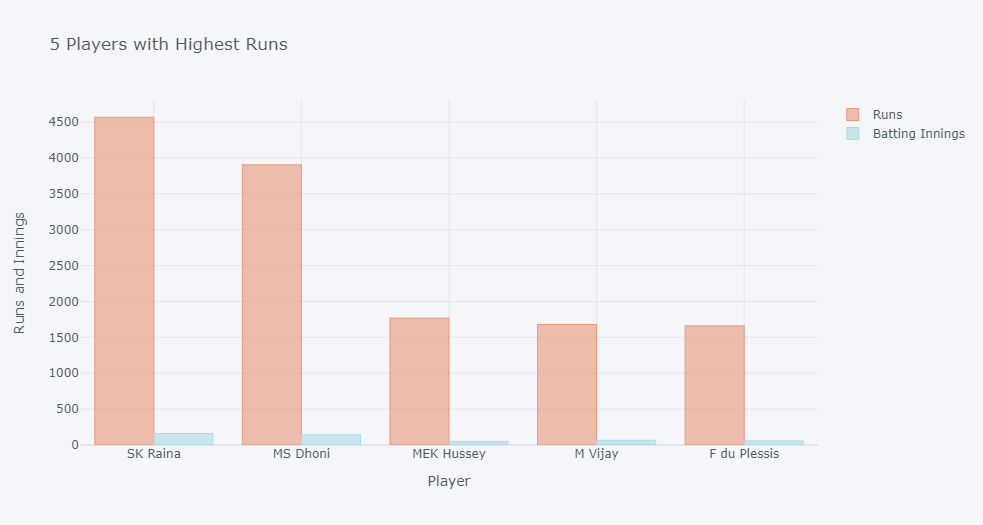 5 Players with Highest Runs
Runs
Batting Innings
Runs and Innings
4500
4000
3500
3000
2500
2000
1500
1000
500
0
SK Raina
MS Dhoni
MEK Hussey
M Vijay
F du Plessis
Player